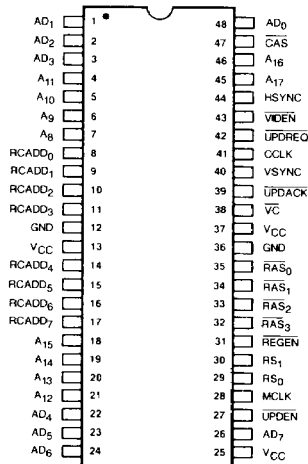 AD1 1 48 AD0
AD2 2 47 CAS
AD3 3 46 A16
A11 4 45 A17
A10 5 44 HSYNC
A9 6 43 VIDEN
A8 7 42 UPDREQ
RCADD0 8 41 CCLK
RCADD1 9 40 VSYNC
RCADD2 10 39 UPDACK
RCADD3 11 38 VC
GND 12 37 VCC
VCC 13 36 GND
RCADD4 14 35 RAS0
RCADD5 15 34 RAS1
RCADD6 16 33 RAS2
RCADD7 17 32 RAS3
A15 18 31 REGEN
A14 19 30 RS1
A13 20 29 RS0
A12 21 28 MCLK
AD4 22 27 UPDEN
AD5 23 26 AD7
AD6 24 25 VCC